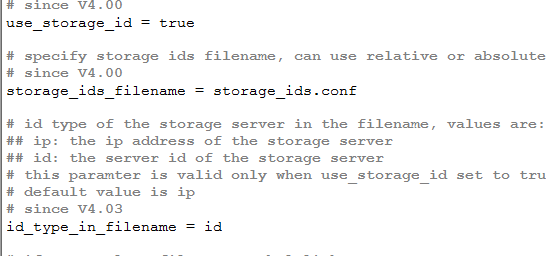 # since V4.00
use_storage_id = true
# specify storage ids filename, can use relative or absolute
# since V4.00
storage_ids_filename = storage_ids.conf
# id type of the storage server in the filename, values are:
## ip: the ip address of the storage server
## id: the server id of the storage server
# this paramter is valid only when use_storage_id set to tru
# default value is ip
# since V4.03
id_type_in_filename = id